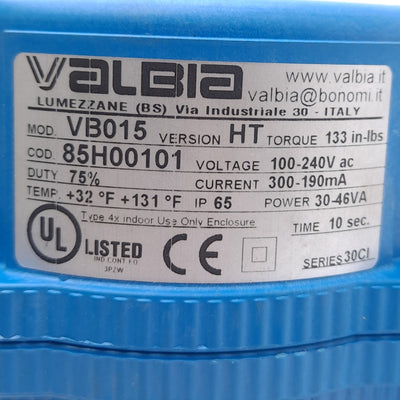 VALBIA www.valbia.it
valbia@bonomi.it
LUMEZZANE (BS) Via Industriale 30 - ITALY
MOD. VB015 VERSION HT TORQUE 133 in-lbs
COD. 85H00101 VOLTAGE 100-240V ac
DUTY 75% CURRENT 300-190mA
TEMP. +32 °F +131 °F IP 65 POWER 30-46VA
Type 4x indoor Use Only Enclosure TIME 10 sec.
UL LISTED CE
IND.CONT.EQ
3PZW SERIES 30CI